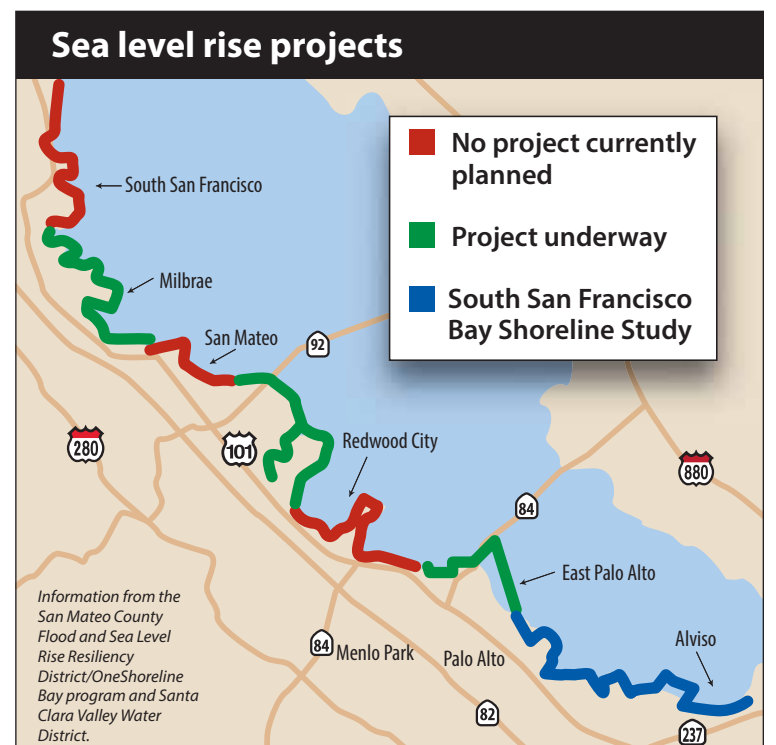 Sea level rise projects
No project currently
planned
Project underway
South San Francisco
Bay Shoreline Study
South San Francisco
Milbrae
San Mateo
92
280
101
Redwood City
880
84
East Palo Alto
Alviso
84
Menlo Park
Palo Alto
82
237
Information from the
San Mateo County
Flood and Sea Level
Rise Resiliency
District/OneShoreline
Bay program and Santa
Clara Valley Water
District.